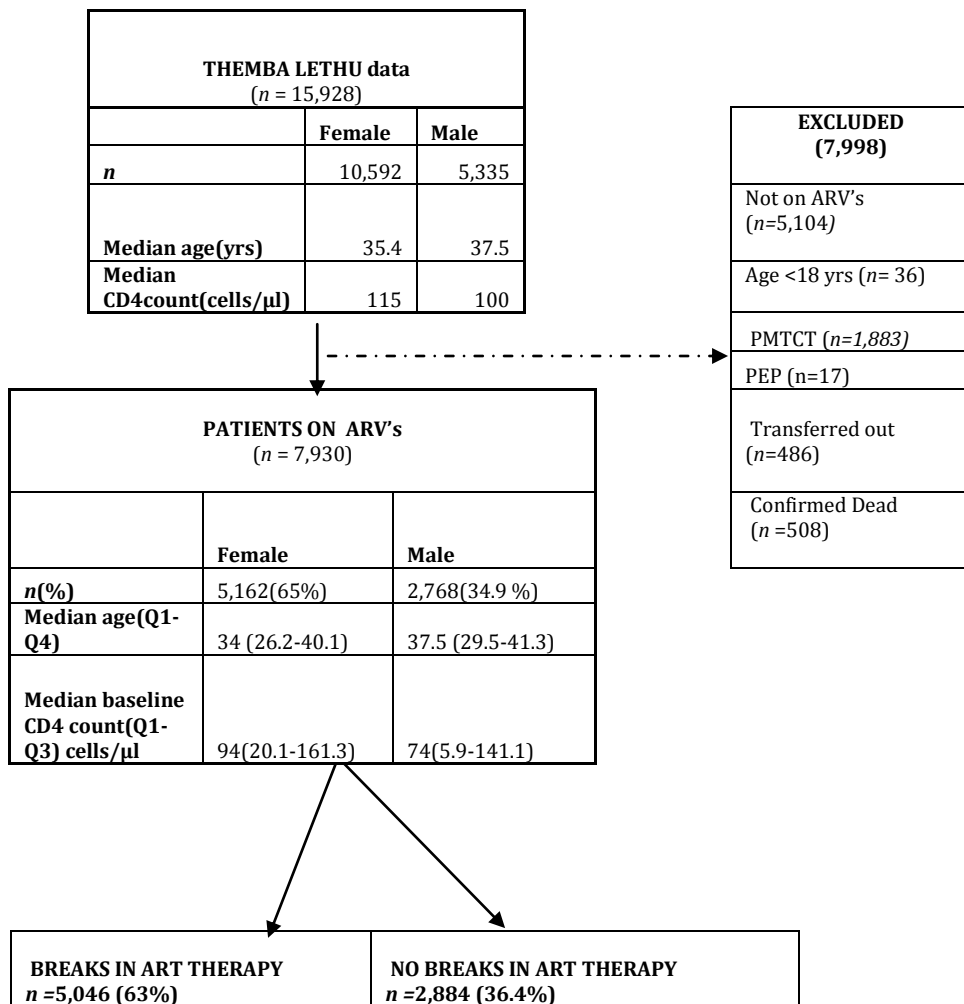 THEMBA LETHU data
(n = 15,928)
Female Male
n 10,592 5,335
Median age(yrs) 35.4 37.5
Median
CD4count(cells/µl) 115 100
EXCLUDED
(7,998)
Not on ARV's
(n=5,104)
Age <18 yrs (n= 36)
PMTCT (n=1,883)
PEP (n=17)
Transferred out
(n=486)
Confirmed Dead
(n =508)
PATIENTS ON ARV's
(n = 7,930)
Female Male
n(%) 5,162(65%) 2,768(34.9 %)
Median age(Q1-
Q4) 34 (26.2-40.1) 37.5 (29.5-41.3)
Median baseline
CD4 count(Q1-
Q3) cells/µl 94(20.1-161.3) 74(5.9-141.1)
BREAKS IN ART THERAPY
n =5,046 (63%)
NO BREAKS IN ART THERAPY
n =2,884 (36.4%)